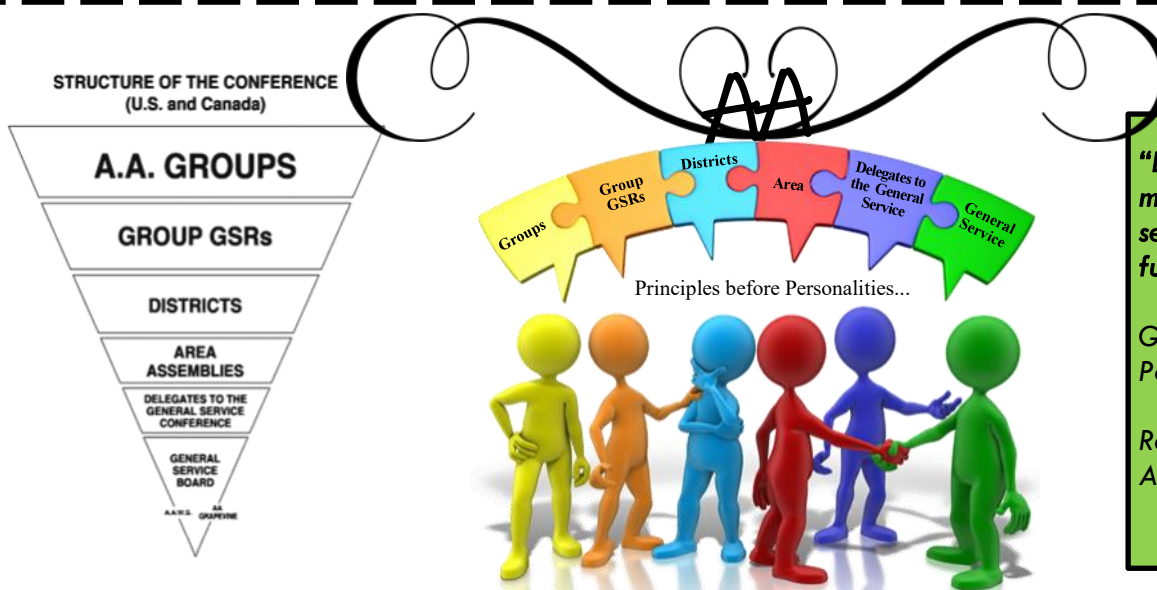 STRUCTURE OF THE CONFERENCE
(U.S. and Canada)
A.A. GROUPS
GROUP GSRs
DISTRICTS
AREA
ASSEMBLIES
DELEGATES TO THE
GENERAL SERVICE
CONFERENCE
GENERAL
SERVICE
BOARD
A.A.W.S.
AA
GRAPEVINE
AA
Groups
Group
GSRs
Districts
Area
Delegates to
the General
Service
General
Service
Principles before Personalities...